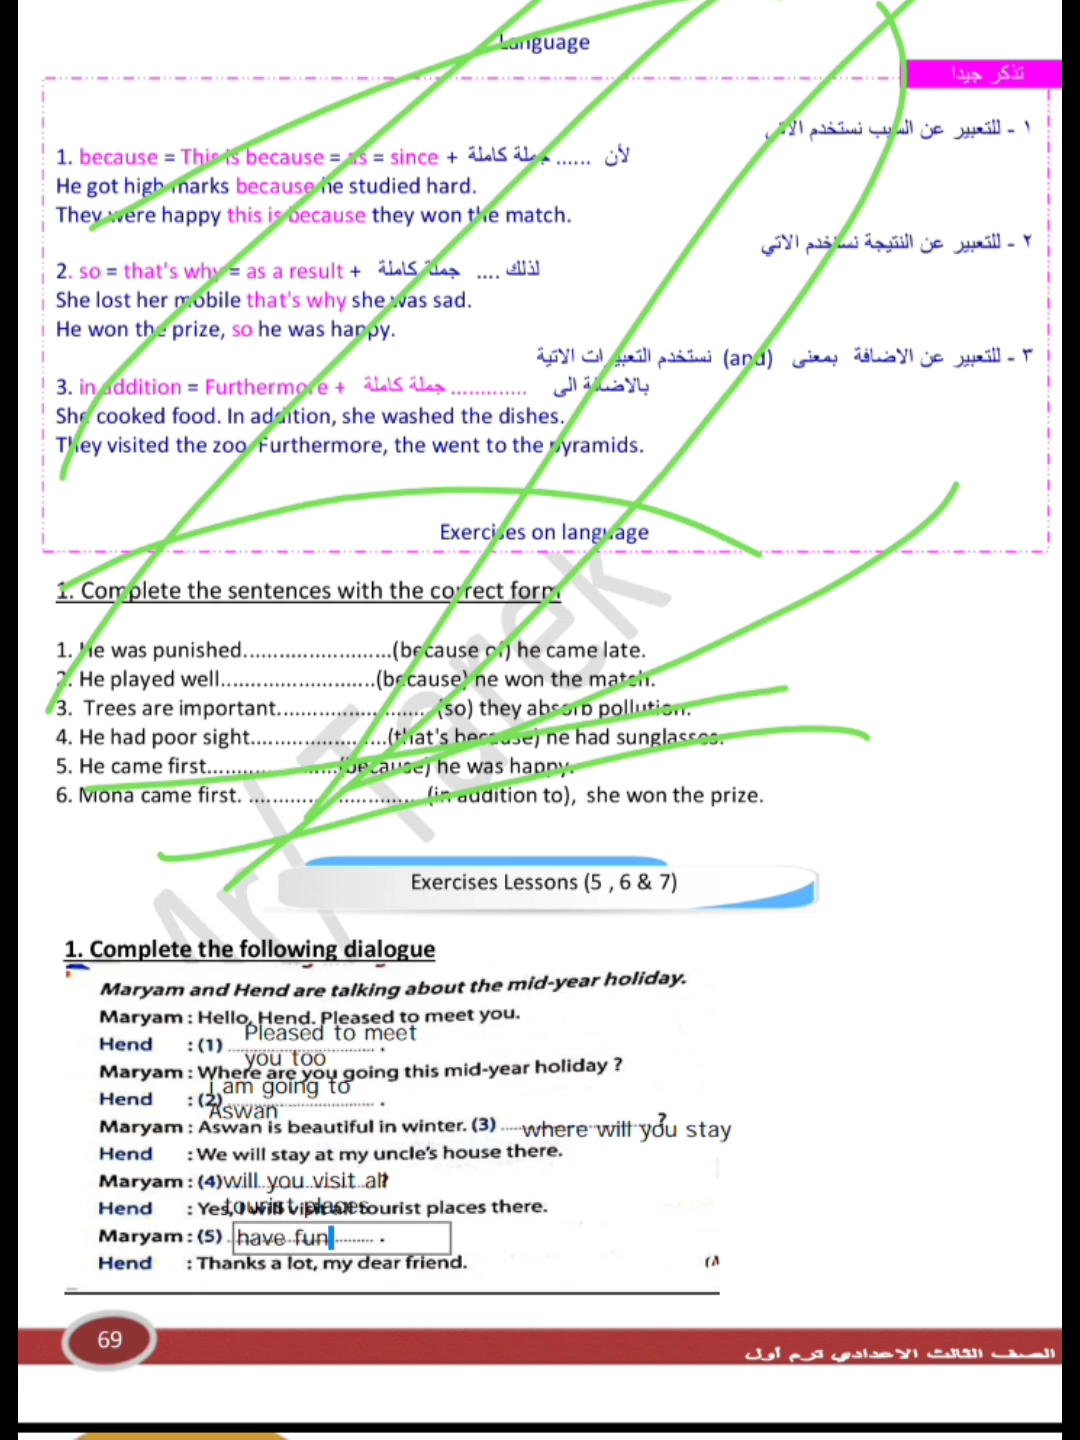 Language
تذكر جيدا
١ - للتعبير عن السبب نستخدم الاتي
1. because = This is because = as = since + جملة كاملة ...... لأن
He got high marks because he studied hard.
They were happy this is because they won the match.
٢ - للتعبير عن النتيجة نستخدم الاتي
2. so = that's why = as a result + جملة كاملة .... لذلك
She lost her mobile that's why she was sad.
He won the prize, so he was happy.
٣ - للتعبير عن الاضافة بمعنى (and) نستخدم التعبيرات الاتية
3. in addition = Furthermore + جملة كاملة ............. بالاضافة الى
She cooked food. In addition, she washed the dishes.
They visited the zoo. Furthermore, the went to the pyramids.
Exercises on language
1. Complete the sentences with the correct form
1. He was punished.........................(because of) he came late.
2. He played well..........................(because) he won the match.
3. Trees are important......................... (so) they absorb pollution.
4. He had poor sight.......................(that's because) he had sunglasses.
5. He came first......................(because) he was happy.
6. Mona came first. ............................ (in addition to), she won the prize.
Mr/ Tarek
Exercises Lessons (5 , 6 & 7)
1. Complete the following dialogue
Maryam and Hend are talking about the mid-year holiday.
Maryam : Hello, Hend. Pleased to meet you.
Hend : (1) Pleased to meet you too .
Maryam : Where are you going this mid-year holiday ?
Hend : (2) i am going to Aswan .
Maryam : Aswan is beautiful in winter. (3) where will you stay ?
Hend : We will stay at my uncle's house there.
Maryam : (4) will you visit all tourist places ?
Hend : Yes, I will visit all tourist places there.
Maryam : (5) have fun .
Hend : Thanks a lot, my dear friend.
69
الصف الثالث الاعدادي ترم أول